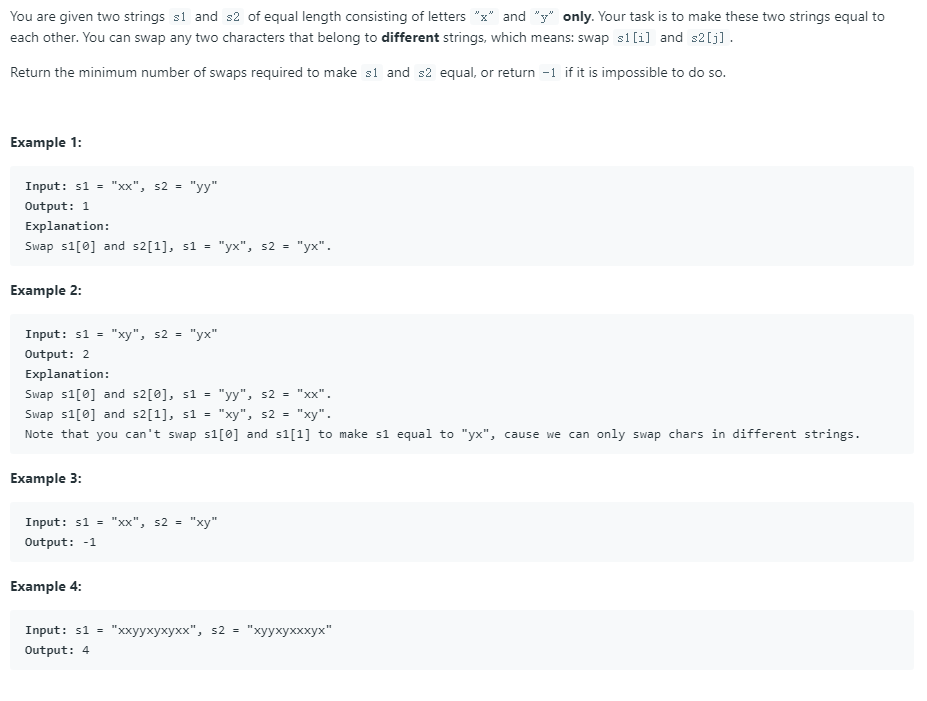 You are given two strings s1 and s2 of equal length consisting of letters "x" and "y" only. Your task is to make these two strings equal to
each other. You can swap any two characters that belong to different strings, which means: swap s1[i] and s2[j] .
Return the minimum number of swaps required to make s1 and s2 equal, or return -1 if it is impossible to do so.
Example 1:
Input: s1 = "xx", s2 = "yy"
Output: 1
Explanation:
Swap s1[0] and s2[1], s1 = "yx", s2 = "yx".
Example 2:
Input: s1 = "xy", s2 = "yx"
Output: 2
Explanation:
Swap s1[0] and s2[0], s1 = "yy", s2 = "xx".
Swap s1[0] and s2[1], s1 = "xy", s2 = "xy".
Note that you can't swap s1[0] and s1[1] to make s1 equal to "yx", cause we can only swap chars in different strings.
Example 3:
Input: s1 = "xx", s2 = "xy"
Output: -1
Example 4:
Input: s1 = "xxyyxyxyxx", s2 = "xyyxyxxxyx"
Output: 4